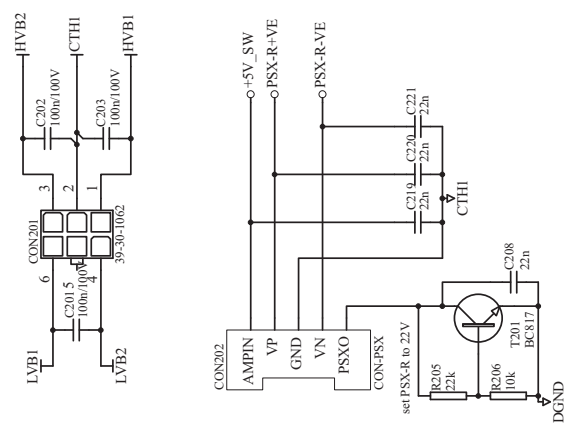 HVB2
CTH1
HVB1
C202
100n/100V
C203
100n/100V
3
2
1
CON201
39-30-1062
6
4
C2015
100n/100V
LVB1
LVB2
+5V_SW
PSX-R+VE
PSX-R-VE
C221
22n
C220
22n
C219
22n
CTH1
CON202
AMPIN
VP
GND
VN
PSXO
CON-PSX
set PSX-R to 22V
C208
22n
T201
BC817
R205
22k
R206
10k
DGND